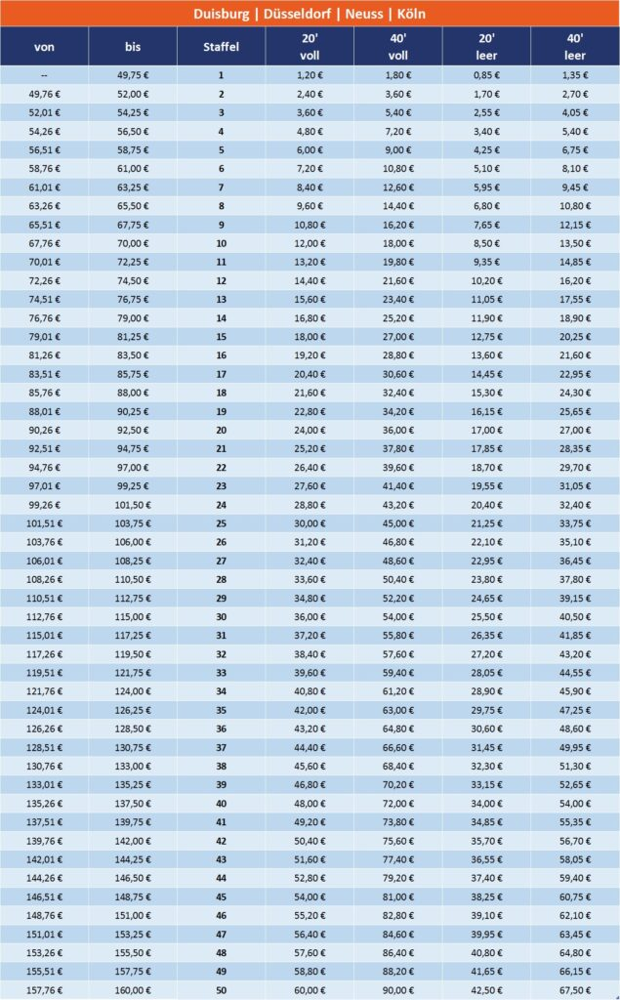 Duisburg | Düsseldorf | Neuss | Köln
von bis Staffel 20' voll 40' voll 20' leer 40' leer
-- 49,75 € 1 1,20 € 1,80 € 0,85 € 1,35 €
49,76 € 52,00 € 2 2,40 € 3,60 € 1,70 € 2,70 €
52,01 € 54,25 € 3 3,60 € 5,40 € 2,55 € 4,05 €
54,26 € 56,50 € 4 4,80 € 7,20 € 3,40 € 5,40 €
56,51 € 58,75 € 5 6,00 € 9,00 € 4,25 € 6,75 €
58,76 € 61,00 € 6 7,20 € 10,80 € 5,10 € 8,10 €
61,01 € 63,25 € 7 8,40 € 12,60 € 5,95 € 9,45 €
63,26 € 65,50 € 8 9,60 € 14,40 € 6,80 € 10,80 €
65,51 € 67,75 € 9 10,80 € 16,20 € 7,65 € 12,15 €
67,76 € 70,00 € 10 12,00 € 18,00 € 8,50 € 13,50 €
70,01 € 72,25 € 11 13,20 € 19,80 € 9,35 € 14,85 €
72,26 € 74,50 € 12 14,40 € 21,60 € 10,20 € 16,20 €
74,51 € 76,75 € 13 15,60 € 23,40 € 11,05 € 17,55 €
76,76 € 79,00 € 14 16,80 € 25,20 € 11,90 € 18,90 €
79,01 € 81,25 € 15 18,00 € 27,00 € 12,75 € 20,25 €
81,26 € 83,50 € 16 19,20 € 28,80 € 13,60 € 21,60 €
83,51 € 85,75 € 17 20,40 € 30,60 € 14,45 € 22,95 €
85,76 € 88,00 € 18 21,60 € 32,40 € 15,30 € 24,30 €
88,01 € 90,25 € 19 22,80 € 34,20 € 16,15 € 25,65 €
90,26 € 92,50 € 20 24,00 € 36,00 € 17,00 € 27,00 €
92,51 € 94,75 € 21 25,20 € 37,80 € 17,85 € 28,35 €
94,76 € 97,00 € 22 26,40 € 39,60 € 18,70 € 29,70 €
97,01 € 99,25 € 23 27,60 € 41,40 € 19,55 € 31,05 €
99,26 € 101,50 € 24 28,80 € 43,20 € 20,40 € 32,40 €
101,51 € 103,75 € 25 30,00 € 45,00 € 21,25 € 33,75 €
103,76 € 106,00 € 26 31,20 € 46,80 € 22,10 € 35,10 €
106,01 € 108,25 € 27 32,40 € 48,60 € 22,95 € 36,45 €
108,26 € 110,50 € 28 33,60 € 50,40 € 23,80 € 37,80 €
110,51 € 112,75 € 29 34,80 € 52,20 € 24,65 € 39,15 €
112,76 € 115,00 € 30 36,00 € 54,00 € 25,50 € 40,50 €
115,01 € 117,25 € 31 37,20 € 55,80 € 26,35 € 41,85 €
117,26 € 119,50 € 32 38,40 € 57,60 € 27,20 € 43,20 €
119,51 € 121,75 € 33 39,60 € 59,40 € 28,05 € 44,55 €
121,76 € 124,00 € 34 40,80 € 61,20 € 28,90 € 45,90 €
124,01 € 126,25 € 35 42,00 € 63,00 € 29,75 € 47,25 €
126,26 € 128,50 € 36 43,20 € 64,80 € 30,60 € 48,60 €
128,51 € 130,75 € 37 44,40 € 66,60 € 31,45 € 49,95 €
130,76 € 133,00 € 38 45,60 € 68,40 € 32,30 € 51,30 €
133,01 € 135,25 € 39 46,80 € 70,20 € 33,15 € 52,65 €
135,26 € 137,50 € 40 48,00 € 72,00 € 34,00 € 54,00 €
137,51 € 139,75 € 41 49,20 € 73,80 € 34,85 € 55,35 €
139,76 € 142,00 € 42 50,40 € 75,60 € 35,70 € 56,70 €
142,01 € 144,25 € 43 51,60 € 77,40 € 36,55 € 58,05 €
144,26 € 146,50 € 44 52,80 € 79,20 € 37,40 € 59,40 €
146,51 € 148,75 € 45 54,00 € 81,00 € 38,25 € 60,75 €
148,76 € 151,00 € 46 55,20 € 82,80 € 39,10 € 62,10 €
151,01 € 153,25 € 47 56,40 € 84,60 € 39,95 € 63,45 €
153,26 € 155,50 € 48 57,60 € 86,40 € 40,80 € 64,80 €
155,51 € 157,75 € 49 58,80 € 88,20 € 41,65 € 66,15 €
157,76 € 160,00 € 50 60,00 € 90,00 € 42,50 € 67,50 €